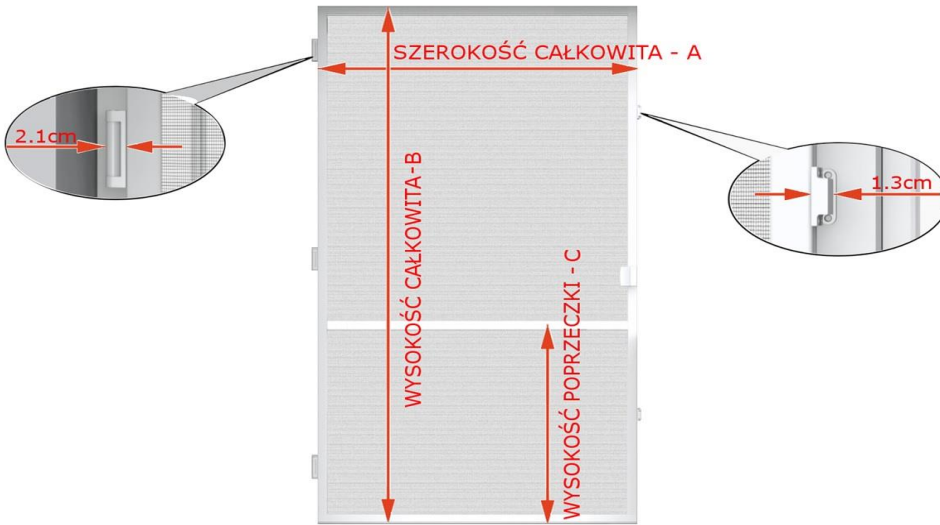 SZEROKOŚĆ CAŁKOWITA - A
2.1cm
1.3cm
WYSOKOŚĆ CAŁKOWITA-B
WYSOKOŚĆ POPRZECZKI - C